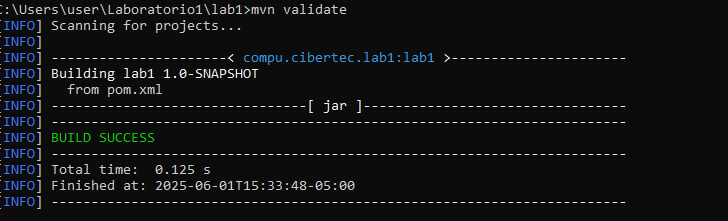 C:\Users\user\Laboratorio1\lab1>mvn validate
[INFO] Scanning for projects...
[INFO]
[INFO] ----------------------< compu.cibertec.lab1:lab1 >----------------------
[INFO] Building lab1 1.0-SNAPSHOT
[INFO]   from pom.xml
[INFO] --------------------------------[ jar ]---------------------------------
[INFO] ------------------------------------------------------------------------
[INFO] BUILD SUCCESS
[INFO] ------------------------------------------------------------------------
[INFO] Total time:  0.125 s
[INFO] Finished at: 2025-06-01T15:33:48-05:00
[INFO] ------------------------------------------------------------------------